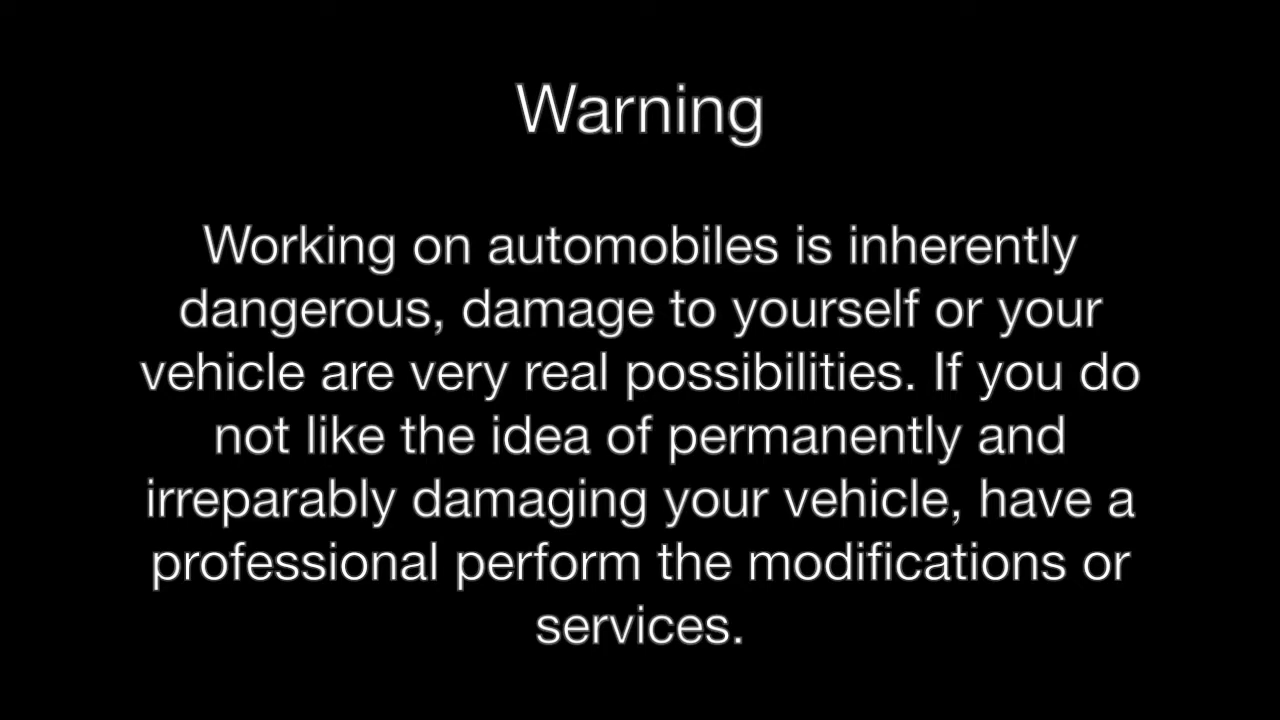 Warning
Working on automobiles is inherently
dangerous, damage to yourself or your
vehicle are very real possibilities. If you do
not like the idea of permanently and
irreparably damaging your vehicle, have a
professional perform the modifications or
services.